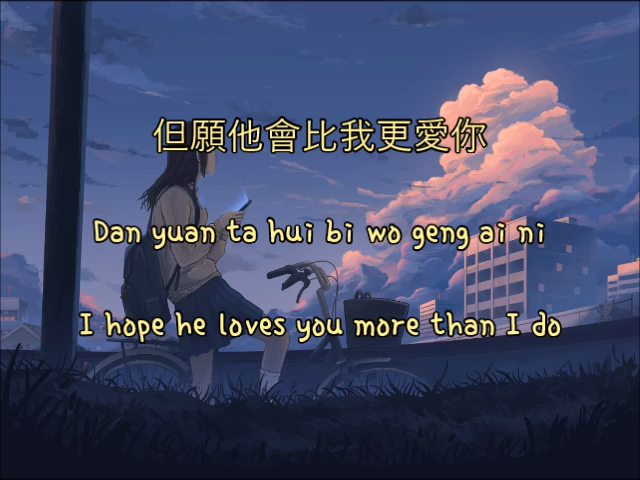 但願他會比我更愛你
Dan yuan ta hui bi wo geng ai ni
I hope he loves you more than I do